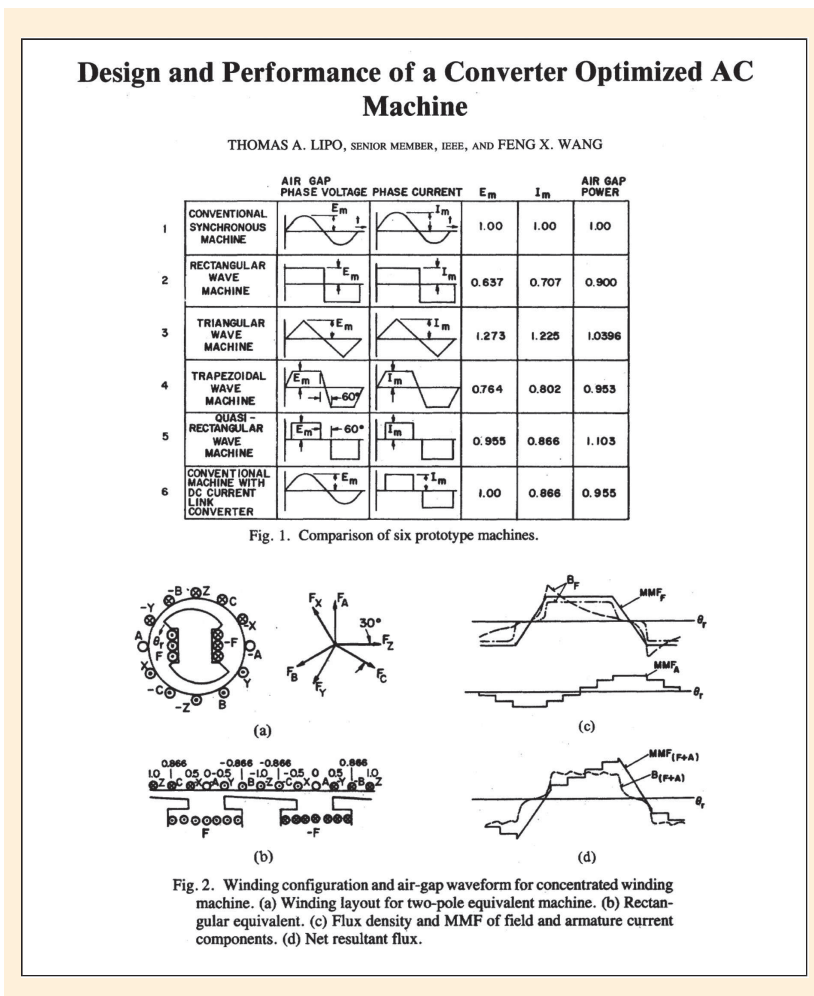 Design and Performance of a Converter Optimized AC
Machine
THOMAS A. LIPO, SENIOR MEMBER, IEEE, AND FENG X. WANG
AIR GAP PHASE VOLTAGE PHASE CURRENT Em Im AIR GAP POWER
1 CONVENTIONAL SYNCHRONOUS MACHINE Em t Im t 1.00 1.00 1.00
2 RECTANGULAR WAVE MACHINE Em Im 0.637 0.707 0.900
3 TRIANGULAR WAVE MACHINE Em Im 1.273 1.225 1.0396
4 TRAPEZOIDAL WAVE MACHINE Em 60° Im 0.764 0.802 0.953
5 QUASI-RECTANGULAR WAVE MACHINE Em 60° Im 0.955 0.866 1.103
6 CONVENTIONAL MACHINE WITH DC CURRENT LINK CONVERTER Em Im 1.00 0.866 0.955
Fig. 1. Comparison of six prototype machines.
-B Z C
-Y -X
A θr F -F -A
X Y
-C -Z B
FX FA
30° FZ
FB FY FC
(a)
BF MMFF θr
MMFA θr
(c)
0.866 -0.866 -0.866 0.866
1.0 0.5 0 -0.5 -1.0 -0.5 0 0.5 1.0
Z C X A Y B Z -C X A Y -B Z
F -F
(b)
MMF(F+A)
B(F+A)
θr
(d)
Fig. 2. Winding configuration and air-gap waveform for concentrated winding
machine. (a) Winding layout for two-pole equivalent machine. (b) Rectan-
gular equivalent. (c) Flux density and MMF of field and armature current
components. (d) Net resultant flux.